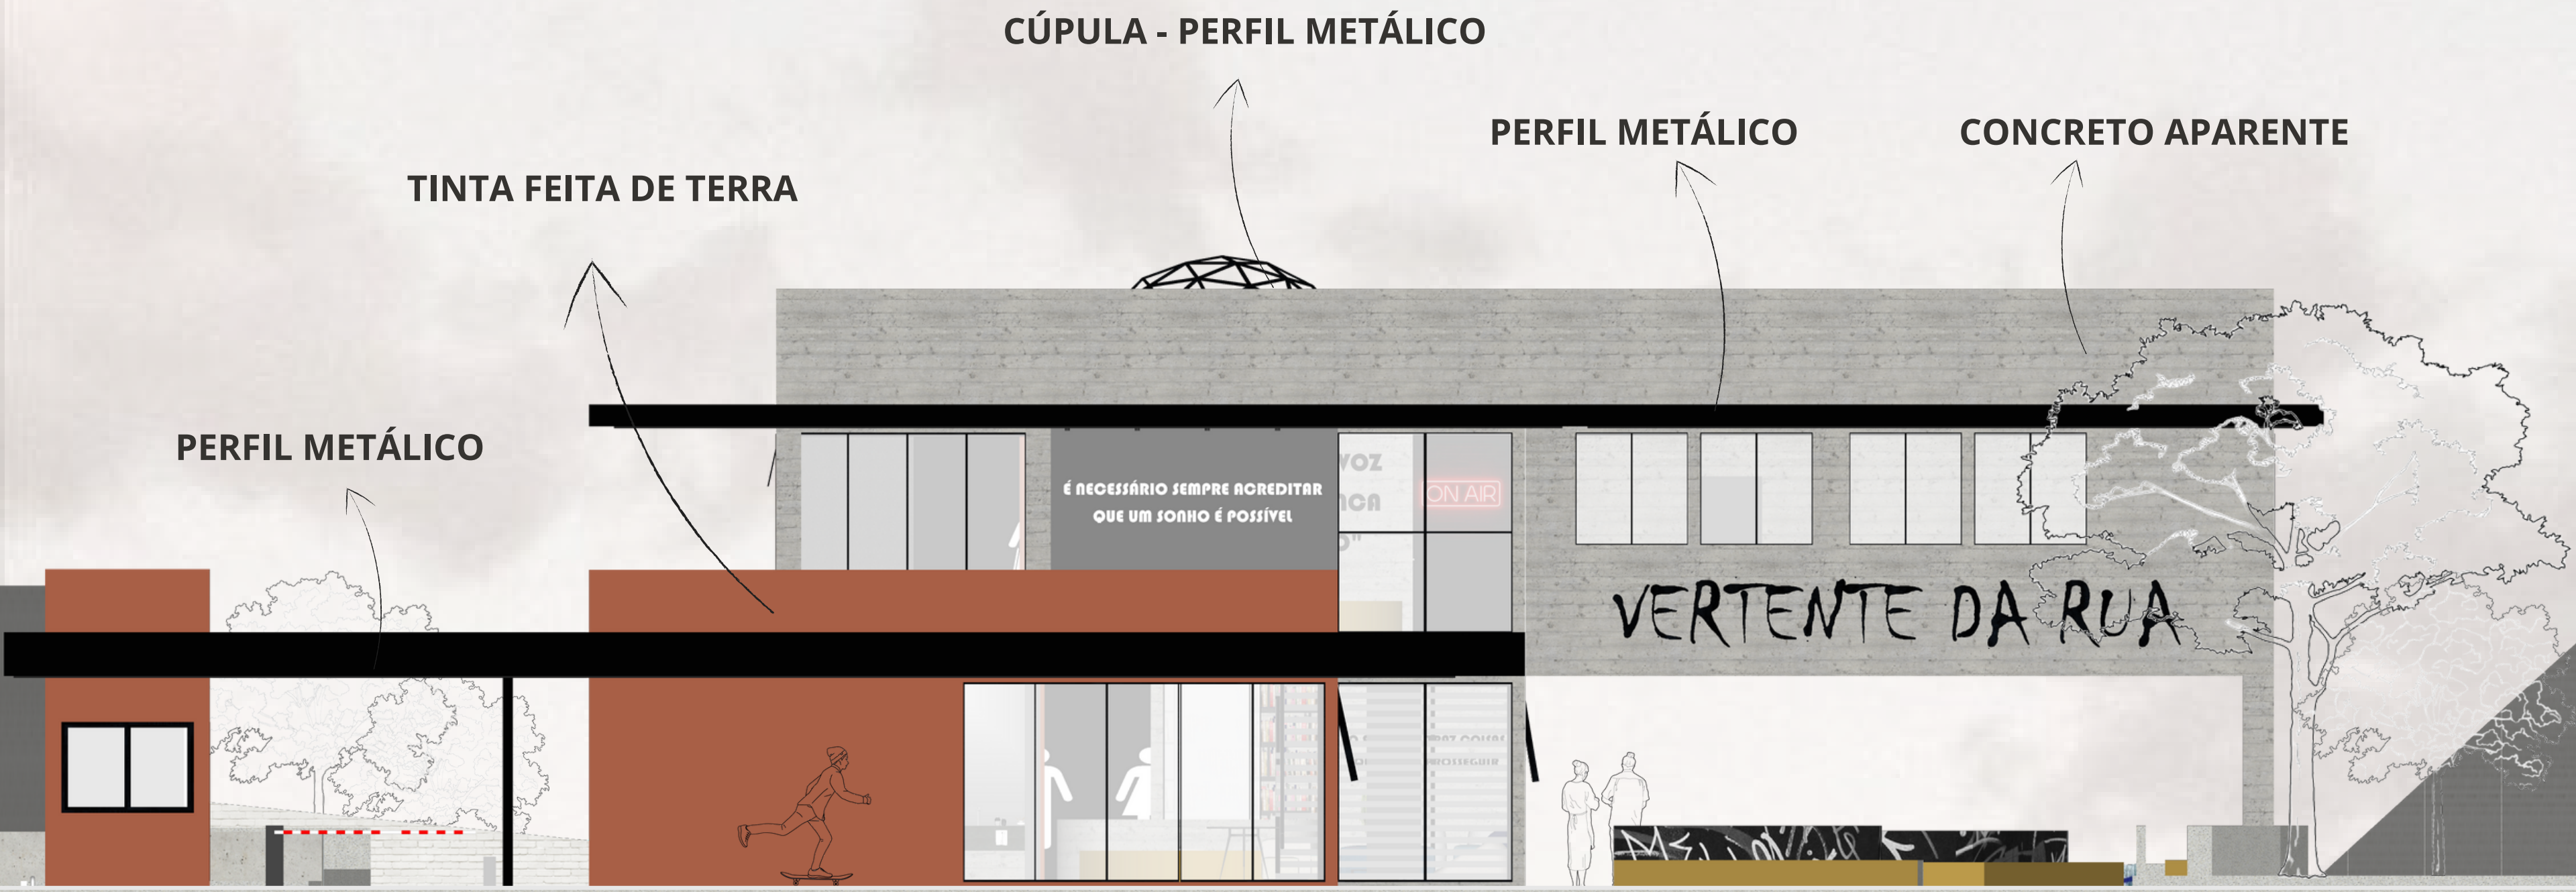 CÚPULA - PERFIL METÁLICO
PERFIL METÁLICO
CONCRETO APARENTE
TINTA FEITA DE TERRA
PERFIL METÁLICO
É NECESSÁRIO SEMPRE ACREDITAR
QUE UM SONHO É POSSÍVEL
VOZ
ON AIR
VERTENTE DA RUA